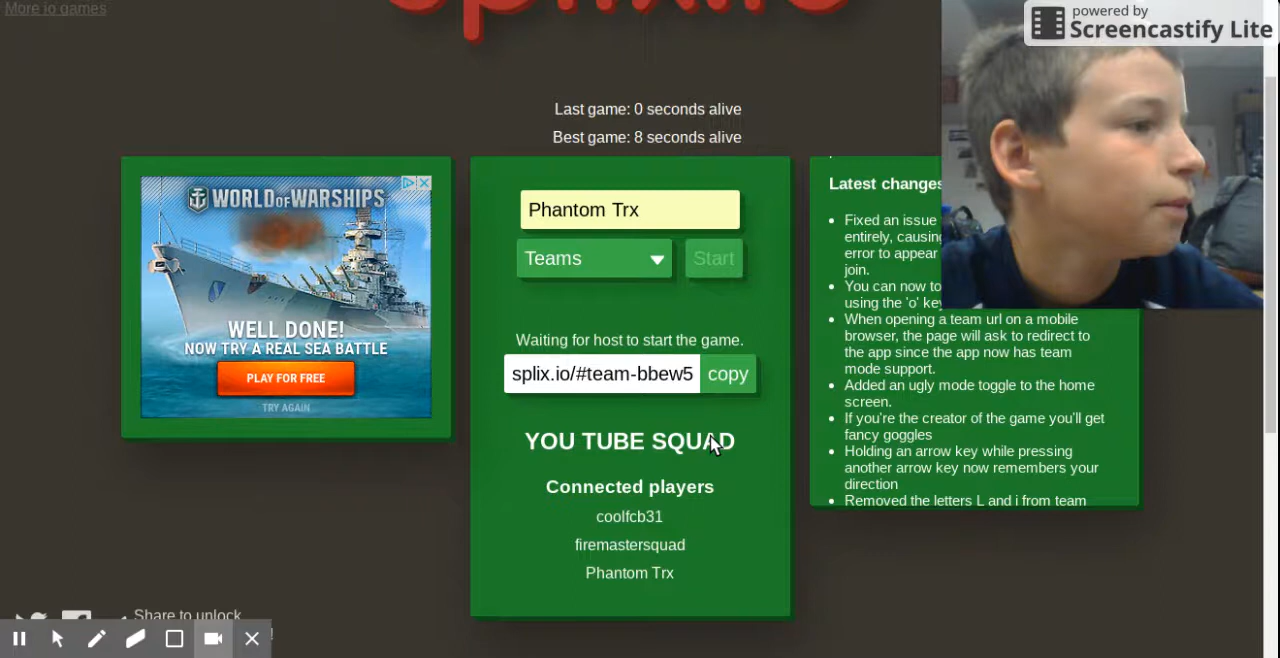 More io games
splix.io
powered by
Screencastify Lite
Last game: 0 seconds alive
Best game: 8 seconds alive
WORLD OF WARSHIPS
WELL DONE!
NOW TRY A REAL SEA BATTLE
PLAY FOR FREE
TRY AGAIN
Phantom Trx
Teams
Start
Waiting for host to start the game.
splix.io/#team-bbew5
copy
YOU TUBE SQUAD
Connected players
coolfcb31
firemastersquad
Phantom Trx
Latest changes
Fixed an issue
entirely, causing
error to appear
join.
You can now to
using the 'o' key
When opening a team url on a mobile
browser, the page will ask to redirect to
the app since the app now has team
mode support.
Added an ugly mode toggle to the home
screen.
If you're the creator of the game you'll get
fancy goggles
Holding an arrow key while pressing
another arrow key now remembers your
direction
Removed the letters L and i from team
Share to unlock
!